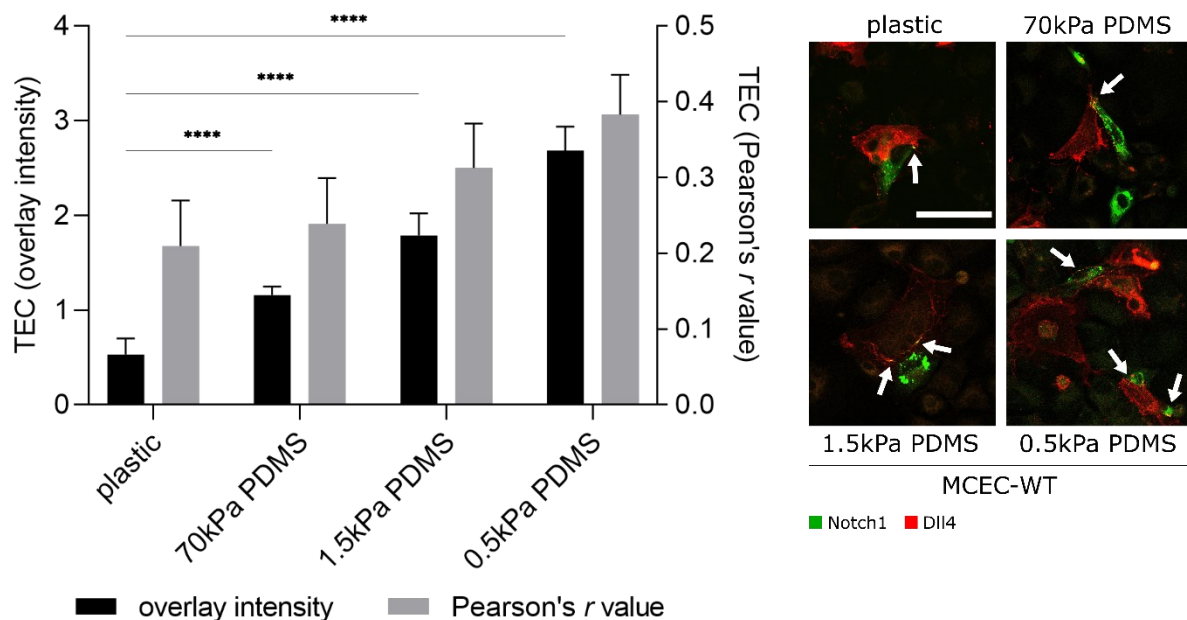 TEC (overlay intensity)
4
3
2
1
0
****
****
****
0.5
0.4
0.3
0.2
0.1
0.0
TEC (Pearson's r value)
plastic
70kPa PDMS
1.5kPa PDMS
0.5kPa PDMS
overlay intensity
Pearson's r value
plastic
70kPa PDMS
1.5kPa PDMS
0.5kPa PDMS
MCEC-WT
Notch1
Dll4